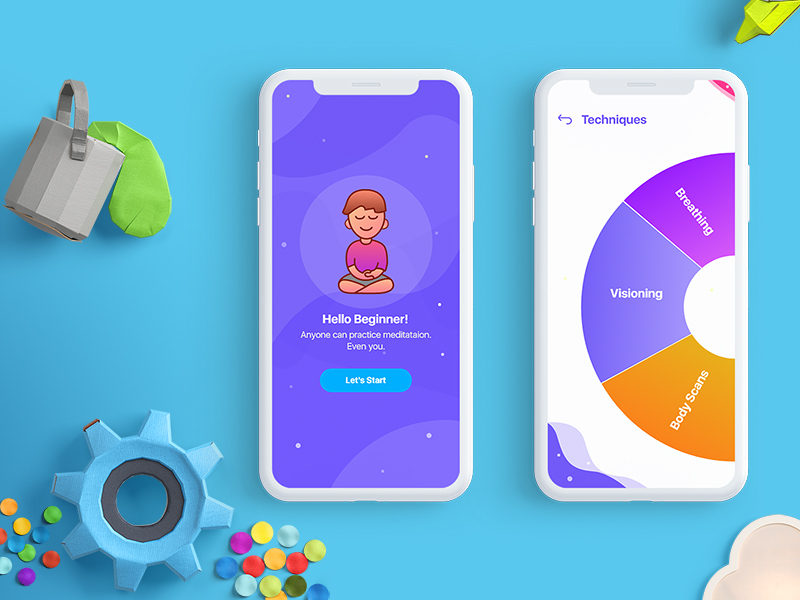 Hello Beginner!
Anyone can practice meditataion.
Even you.
Let's Start
Techniques
Breathing
Visioning
Body Scans